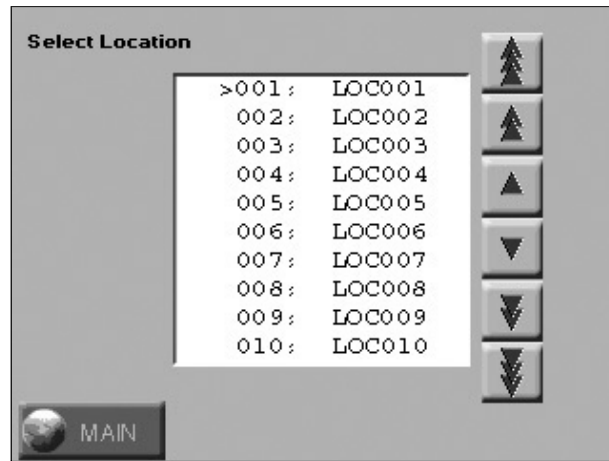 Select Location
>001: LOC001
002: LOC002
003: LOC003
004: LOC004
005: LOC005
006: LOC006
007: LOC007
008: LOC008
009: LOC009
010: LOC010
MAIN